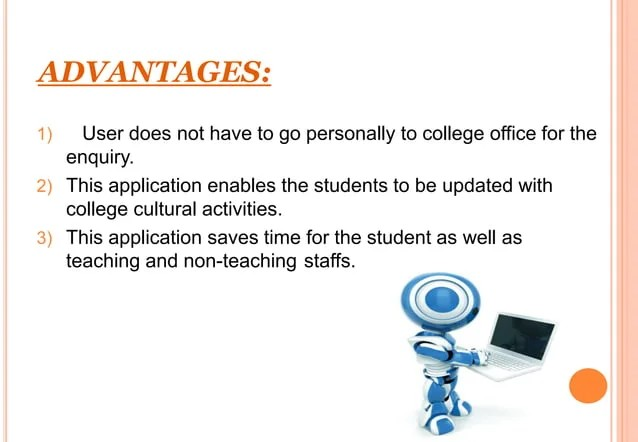 ADVANTAGES:
1) User does not have to go personally to college office for the
enquiry.
2) This application enables the students to be updated with
college cultural activities.
3) This application saves time for the student as well as
teaching and non-teaching staffs.